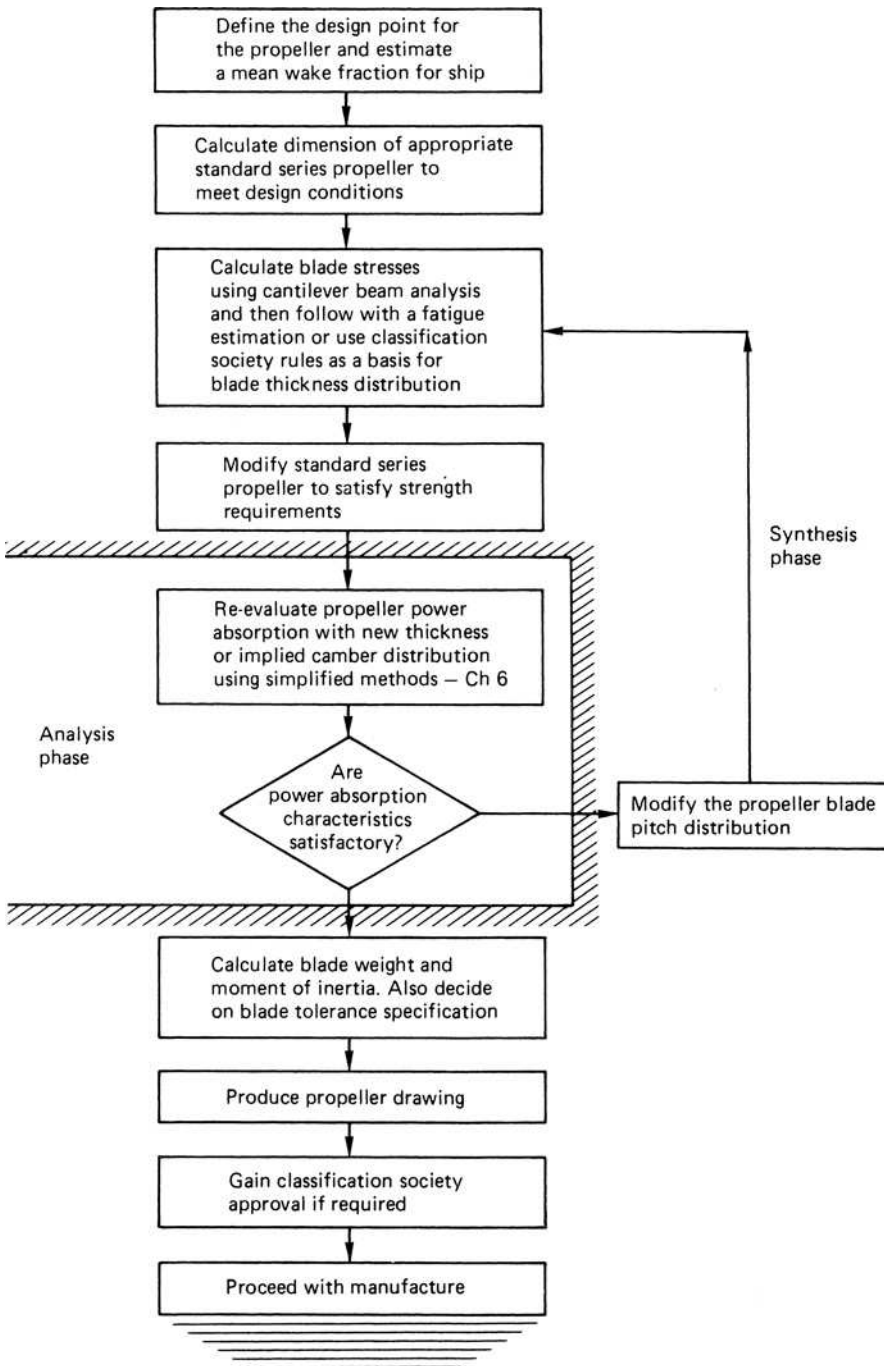 Define the design point for
the propeller and estimate
a mean wake fraction for ship
Calculate dimension of appropriate
standard series propeller to
meet design conditions
Calculate blade stresses
using cantilever beam analysis
and then follow with a fatigue
estimation or use classification
society rules as a basis for
blade thickness distribution
Modify standard series
propeller to satisfy strength
requirements
Synthesis
phase
Re-evaluate propeller power
absorption with new thickness
or implied camber distribution
using simplified methods – Ch 6
Analysis
phase
Are
power absorption
characteristics
satisfactory?
Modify the propeller blade
pitch distribution
Calculate blade weight and
moment of inertia. Also decide
on blade tolerance specification
Produce propeller drawing
Gain classification society
approval if required
Proceed with manufacture